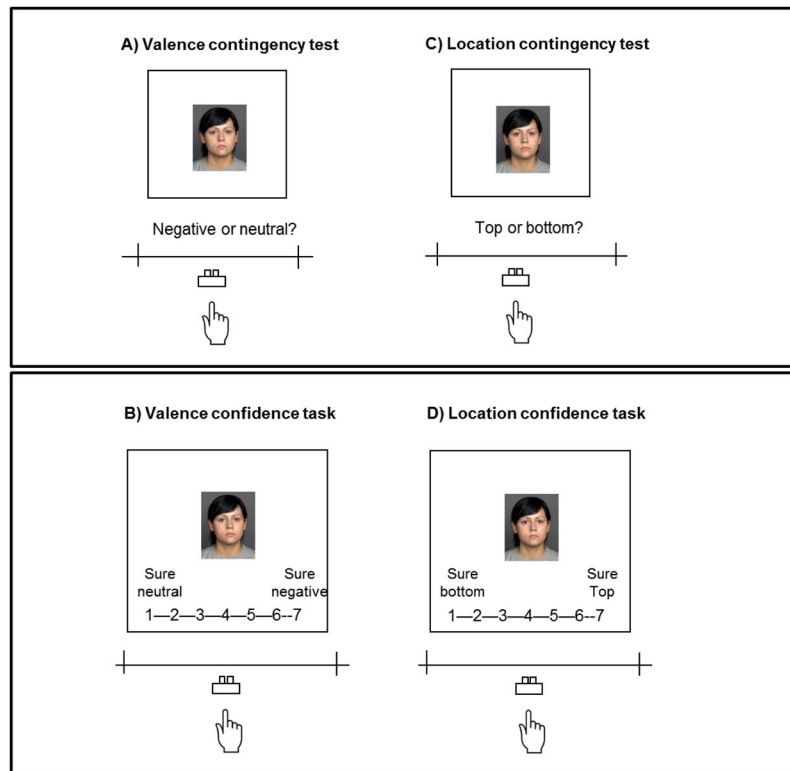 A) Valence contingency test
C) Location contingency test
Negative or neutral?
Top or bottom?
B) Valence confidence task
D) Location confidence task
Sure
neutral
Sure
negative
1—2—3—4—5—6--7
Sure
bottom
Sure
Top
1—2—3—4—5—6--7